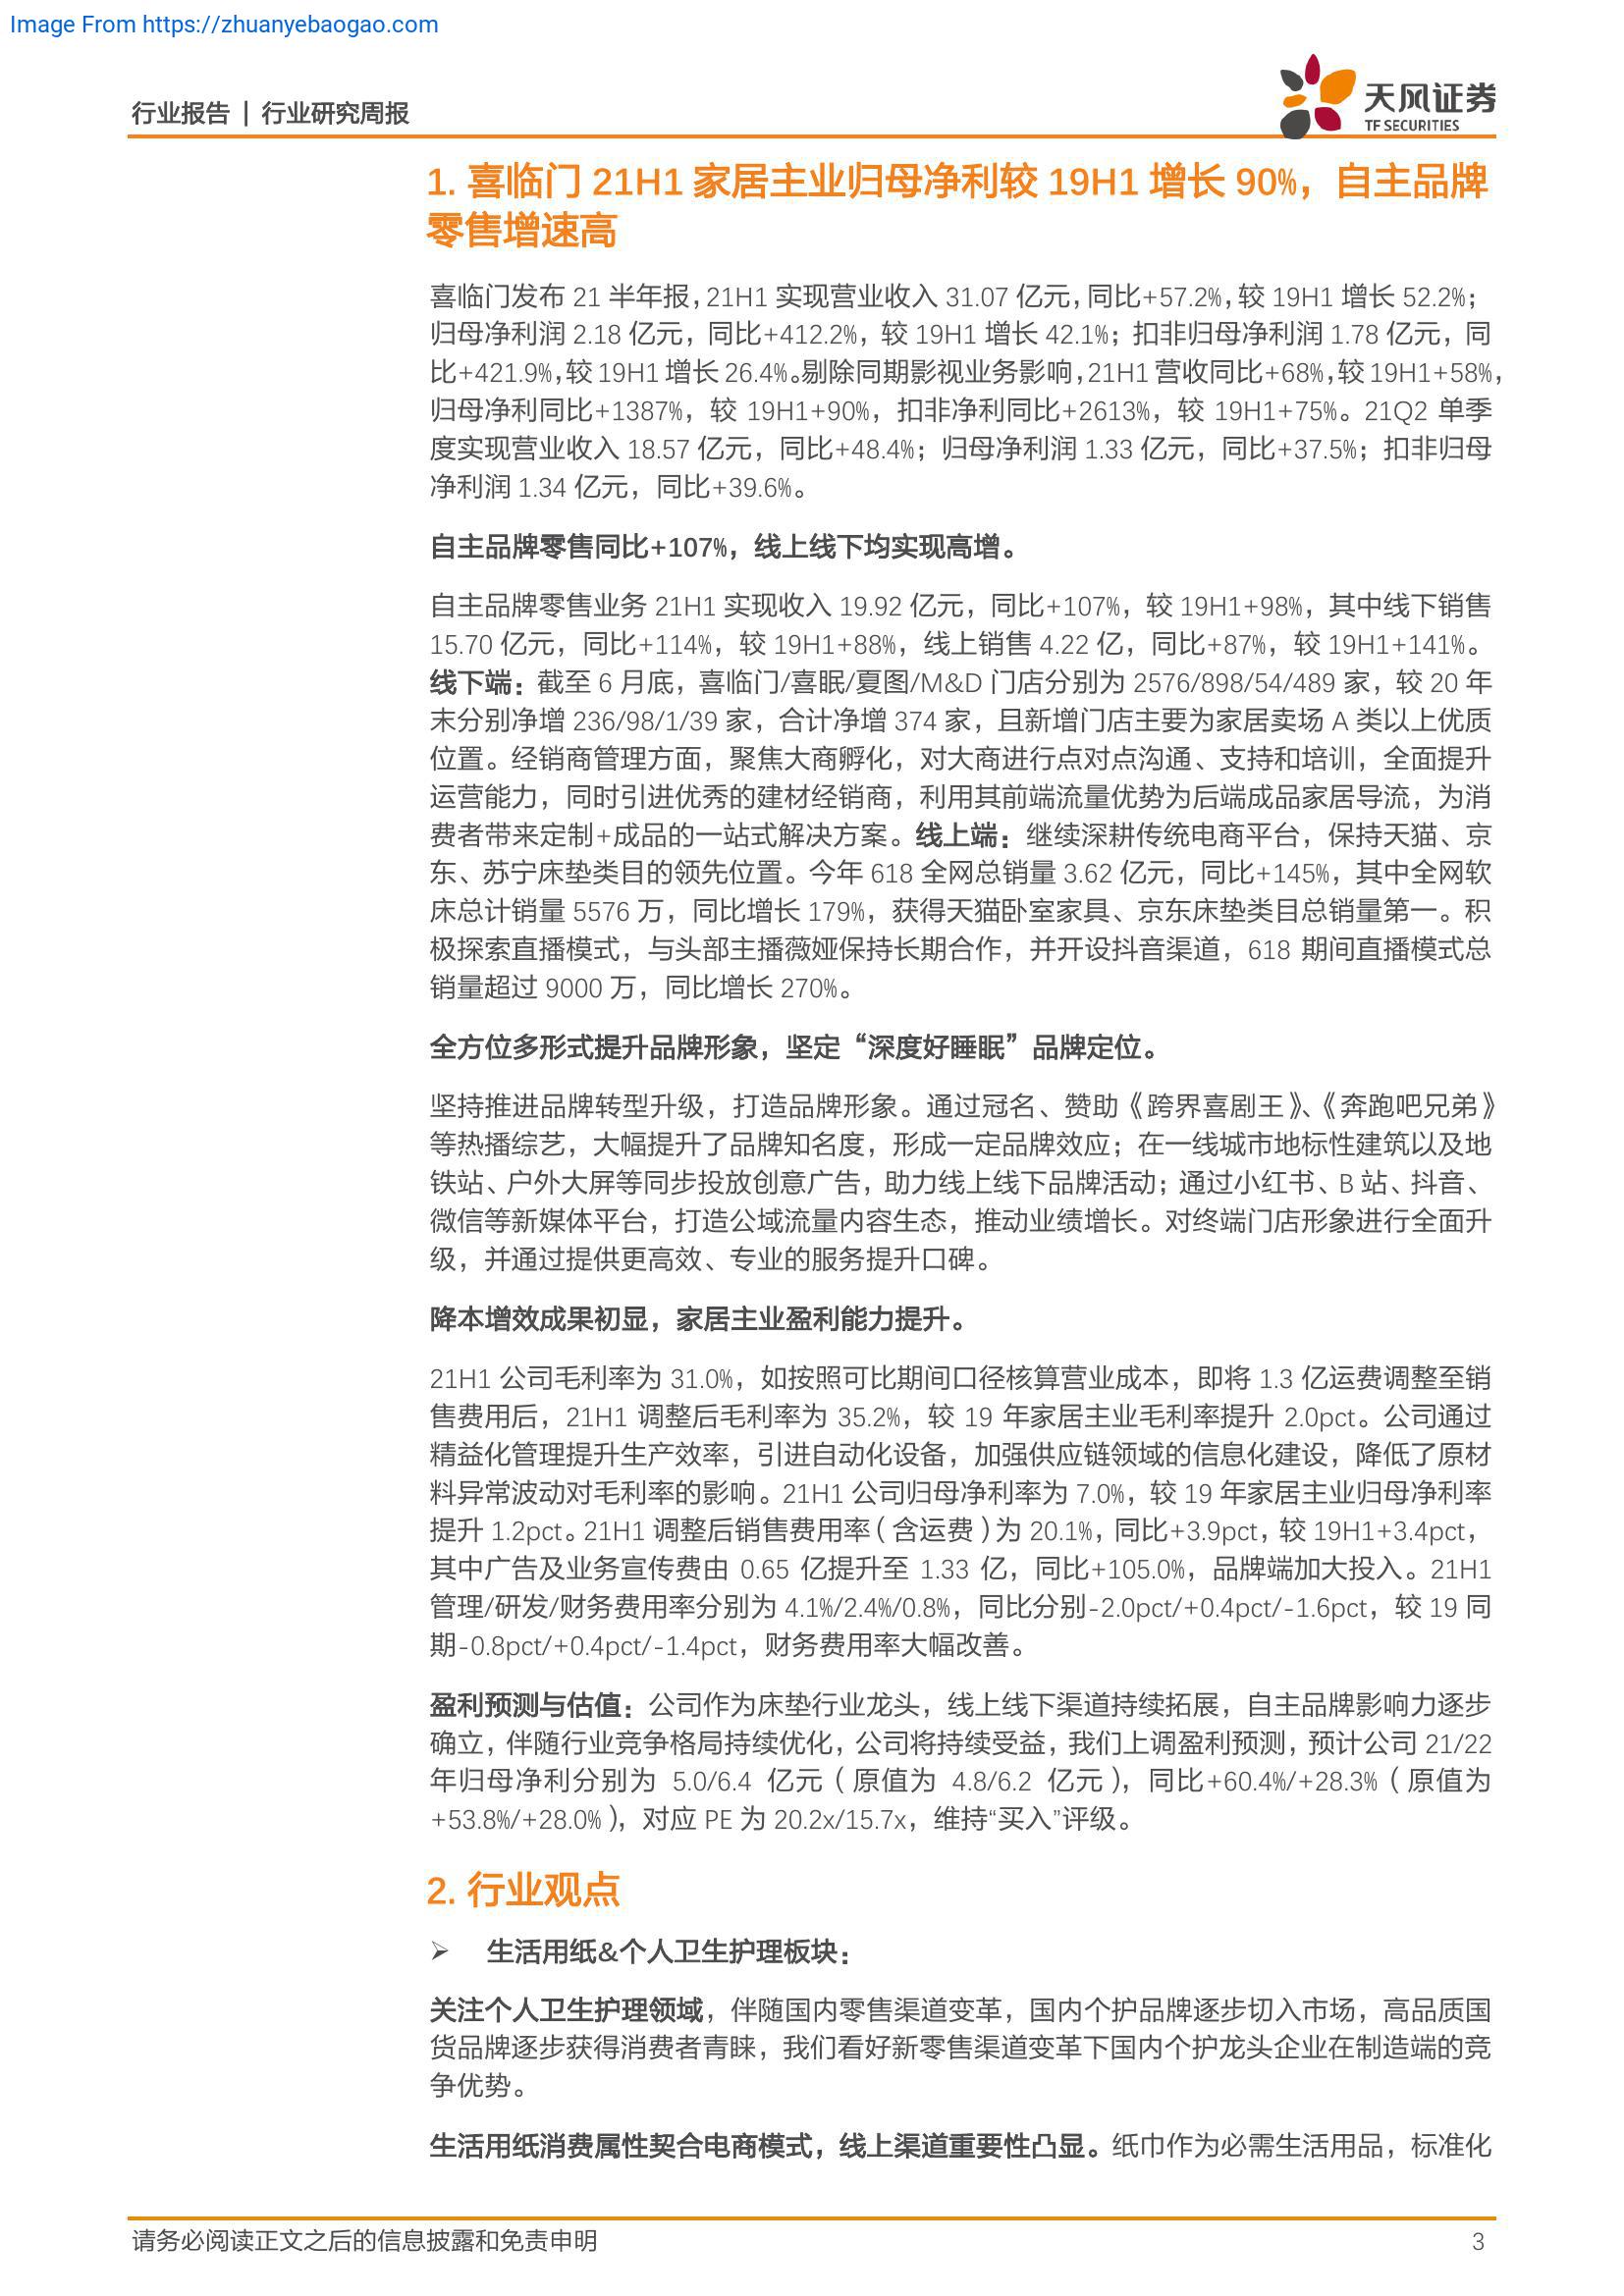 Image From https://zhuanyebaogao.com
行业报告 | 行业研究周报
天风证券
TF SECURITIES
1. 喜临门 21H1 家居主业归母净利较 19H1 增长 90%，自主品牌
零售增速高
喜临门发布 21 半年报，21H1 实现营业收入 31.07 亿元，同比+57.2%，较 19H1 增长 52.2%；
归母净利润 2.18 亿元，同比+412.2%，较 19H1 增长 42.1%；扣非归母净利润 1.78 亿元，同
比+421.9%，较 19H1 增长 26.4%。剔除同期影视业务影响，21H1 营收同比+68%，较 19H1+58%，
归母净利同比+1387%，较 19H1+90%，扣非净利同比+2613%，较 19H1+75%。21Q2 单季
度实现营业收入 18.57 亿元，同比+48.4%；归母净利润 1.33 亿元，同比+37.5%；扣非归母
净利润 1.34 亿元，同比+39.6%。
自主品牌零售同比+107%，线上线下均实现高增。
自主品牌零售业务 21H1 实现收入 19.92 亿元，同比+107%，较 19H1+98%，其中线下销售
15.70 亿元，同比+114%，较 19H1+88%，线上销售 4.22 亿，同比+87%，较 19H1+141%。
线下端：截至 6 月底，喜临门/喜眠/夏图/M&D 门店分别为 2576/898/54/489 家，较 20 年
末分别净增 236/98/1/39 家，合计净增 374 家，且新增门店主要为家居卖场 A 类以上优质
位置。经销商管理方面，聚焦大商孵化，对大商进行点对点沟通、支持和培训，全面提升
运营能力，同时引进优秀的建材经销商，利用其前端流量优势为后端成品家居导流，为消
费者带来定制+成品的一站式解决方案。线上端：继续深耕传统电商平台，保持天猫、京
东、苏宁床垫类目的领先位置。今年 618 全网总销量 3.62 亿元，同比+145%，其中全网软
床总计销量 5576 万，同比增长 179%，获得天猫卧室家具、京东床垫类目总销量第一。积
极探索直播模式，与头部主播薇娅保持长期合作，并开设抖音渠道，618 期间直播模式总
销量超过 9000 万，同比增长 270%。
全方位多形式提升品牌形象，坚定“深度好睡眠”品牌定位。
坚持推进品牌转型升级，打造品牌形象。通过冠名、赞助《跨界喜剧王》、《奔跑吧兄弟》
等热播综艺，大幅提升了品牌知名度，形成一定品牌效应；在一线城市地标性建筑以及地
铁站、户外大屏等同步投放创意广告，助力线上线下品牌活动；通过小红书、B 站、抖音、
微信等新媒体平台，打造公域流量内容生态，推动业绩增长。对终端门店形象进行全面升
级，并通过提供更高效、专业的服务提升口碑。
降本增效成果初显，家居主业盈利能力提升。
21H1 公司毛利率为 31.0%，如按照可比期间口径核算营业成本，即将 1.3 亿运费调整至销
售费用后，21H1 调整后毛利率为 35.2%，较 19 年家居主业毛利率提升 2.0pct。公司通过
精益化管理提升生产效率，引进自动化设备，加强供应链领域的信息化建设，降低了原材
料异常波动对毛利率的影响。21H1 公司归母净利率为 7.0%，较 19 年家居主业归母净利率
提升 1.2pct。21H1 调整后销售费用率（含运费）为 20.1%，同比+3.9pct，较 19H1+3.4pct，
其中广告及业务宣传费由 0.65 亿提升至 1.33 亿，同比+105.0%，品牌端加大投入。21H1
管理/研发/财务费用率分别为 4.1%/2.4%/0.8%，同比分别-2.0pct/+0.4pct/-1.6pct，较 19 同
期-0.8pct/+0.4pct/-1.4pct，财务费用率大幅改善。
盈利预测与估值：公司作为床垫行业龙头，线上线下渠道持续拓展，自主品牌影响力逐步
确立，伴随行业竞争格局持续优化，公司将持续受益，我们上调盈利预测，预计公司 21/22
年归母净利分别为 5.0/6.4 亿元（原值为 4.8/6.2 亿元），同比+60.4%/+28.3%（原值为
+53.8%/+28.0%），对应 PE 为 20.2x/15.7x，维持“买入”评级。
2. 行业观点
➢ 生活用纸&个人卫生护理板块：
关注个人卫生护理领域，伴随国内零售渠道变革，国内个护品牌逐步切入市场，高品质国
货品牌逐步获得消费者青睐，我们看好新零售渠道变革下国内个护龙头企业在制造端的竞
争优势。
生活用纸消费属性契合电商模式，线上渠道重要性凸显。纸巾作为必需生活用品，标准化
请务必阅读正文之后的信息披露和免责申明
3